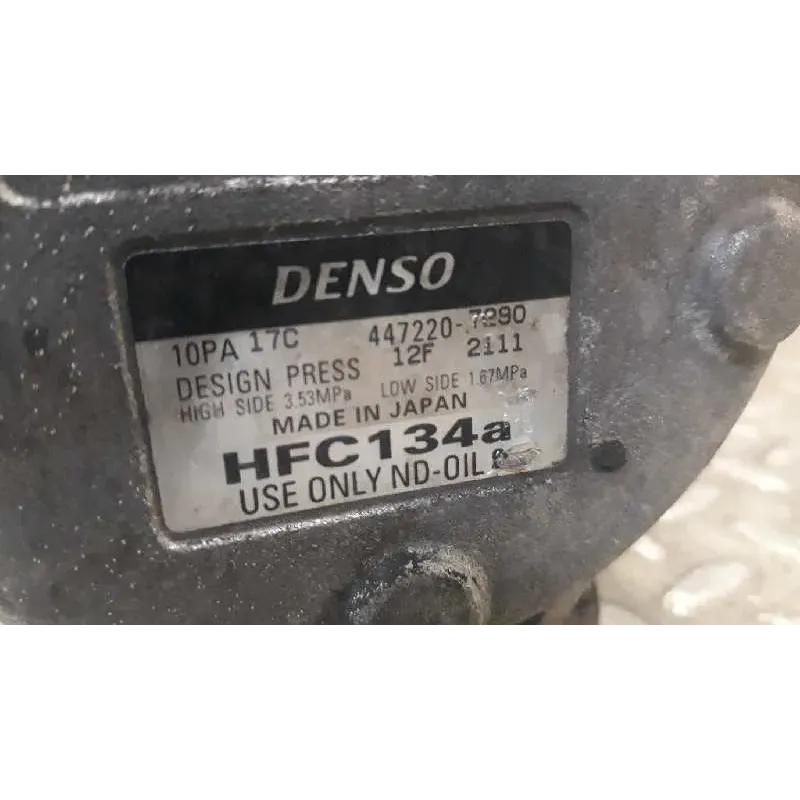 DENSO
10PA 17C 447220-7290
12F 2111
DESIGN PRESS
HIGH SIDE 3.53MPa LOW SIDE 1.67MPa
MADE IN JAPAN
HFC134a
USE ONLY ND-OIL